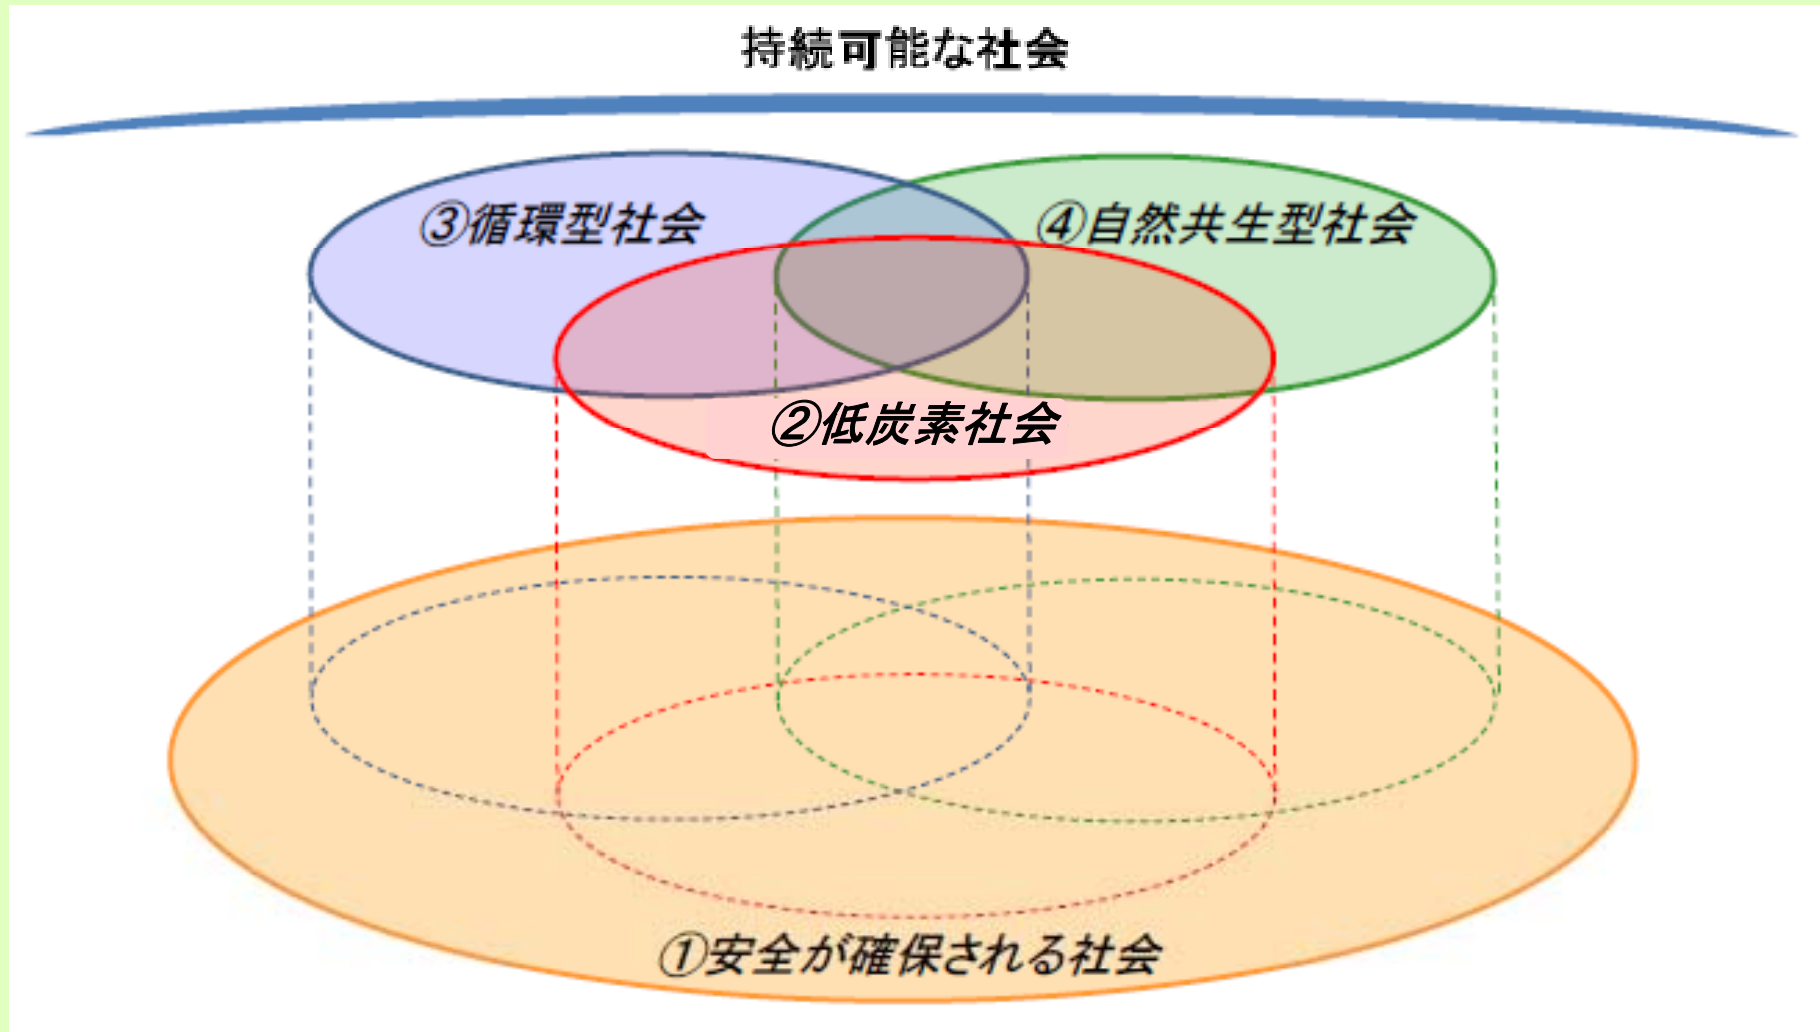 持続可能な社会
③循環型社会
④自然共生型社会
②低炭素社会
①安全が確保される社会